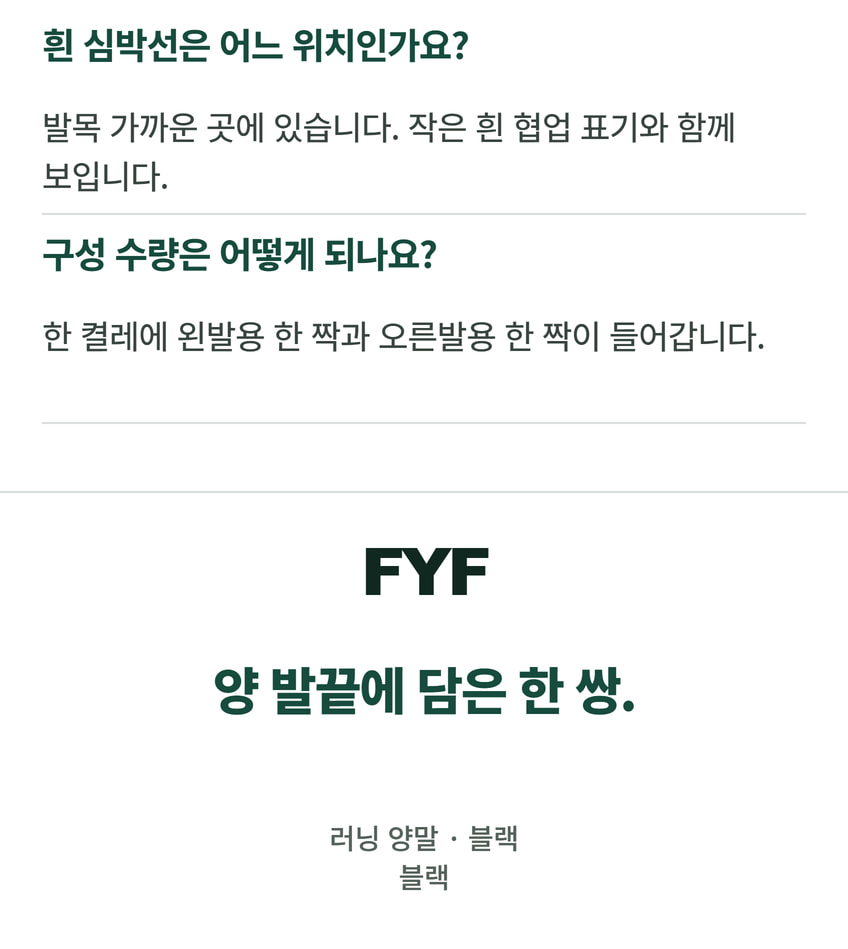 흰 심박선은 어느 위치인가요?
발목 가까운 곳에 있습니다. 작은 흰 협업 표기와 함께
보입니다.
구성 수량은 어떻게 되나요?
한 켤레에 왼발용 한 짝과 오른발용 한 짝이 들어갑니다.
FYF
양 발끝에 담은 한 쌍.
러닝 양말 · 블랙
블랙